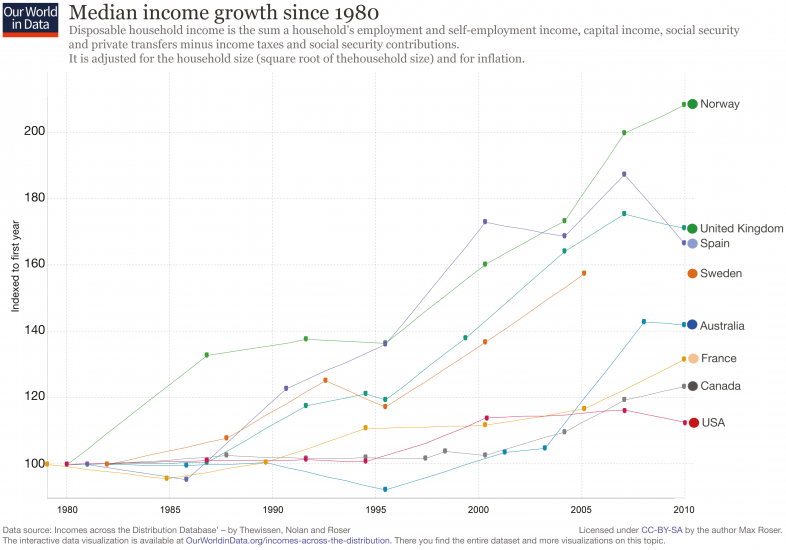 Our World
in Data
Median income growth since 1980
Disposable household income is the sum a household's employment and self-employment income, capital income, social security
and private transfers minus income taxes and social security contributions.
It is adjusted for the household size (square root of thehousehold size) and for inflation.
Indexed to first year
200
180
160
140
120
100
1980
1985
1990
1995
2000
2005
2010
Norway
United Kingdom
Spain
Sweden
Australia
France
Canada
USA
Data source: Incomes across the Distribution Database' – by Thewissen, Nolan and Roser
Licensed under CC-BY-SA by the author Max Roser.
The interactive data visualization is available at OurWorldinData.org/incomes-across-the-distribution. There you find the entire dataset and more visualizations on this topic.